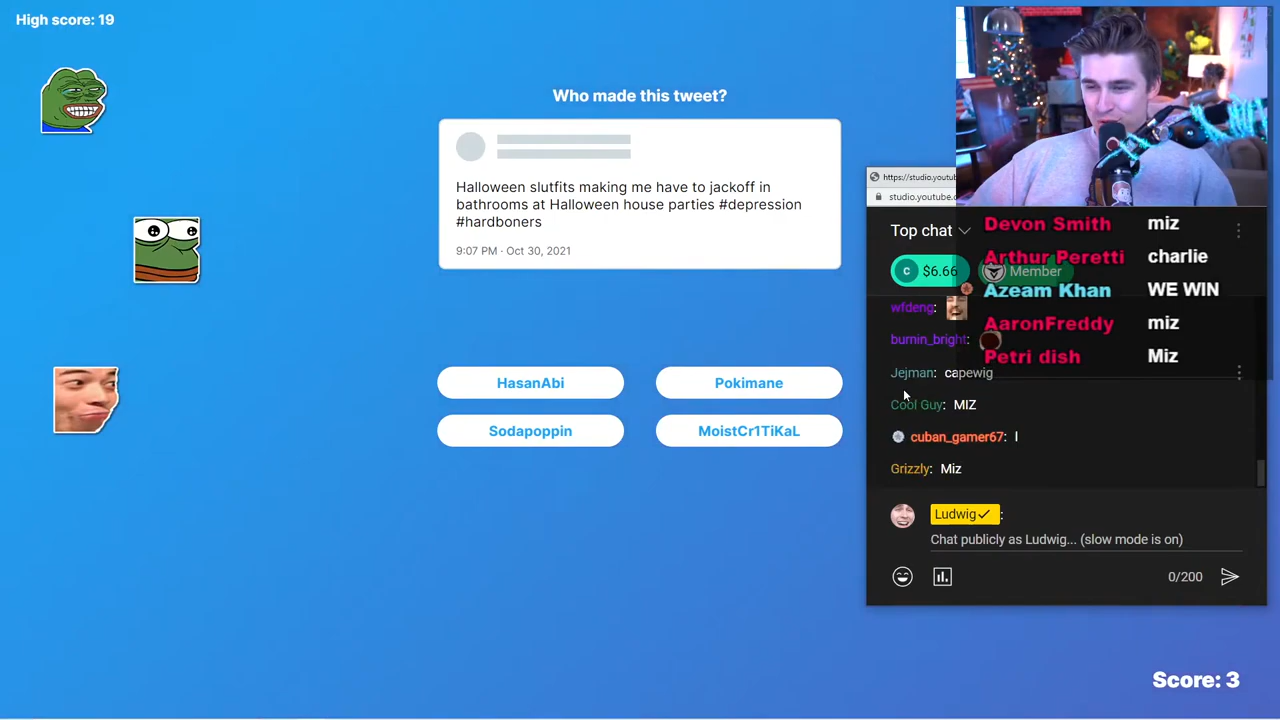 High score: 19
Who made this tweet?
Halloween slutfits making me have to jackoff in
bathrooms at Halloween house parties #depression
#hardboners
9:07 PM · Oct 30, 2021
HasanAbi
Pokimane
Sodapoppin
MoistCr1TiKaL
https://studio.youtube.
studio.youtube.c
Top chat
C $6.66
Member
Devon Smith miz
Arthur Peretti charlie
Azeam Khan WE WIN
AaronFreddy miz
Petri dish Miz
wfdeng:
burnin_bright:
Jejman: capewig
Cool Guy: MIZ
cuban_gamer67: I
Grizzly: Miz
Ludwig✓:
Chat publicly as Ludwig... (slow mode is on)
0/200
Score: 3